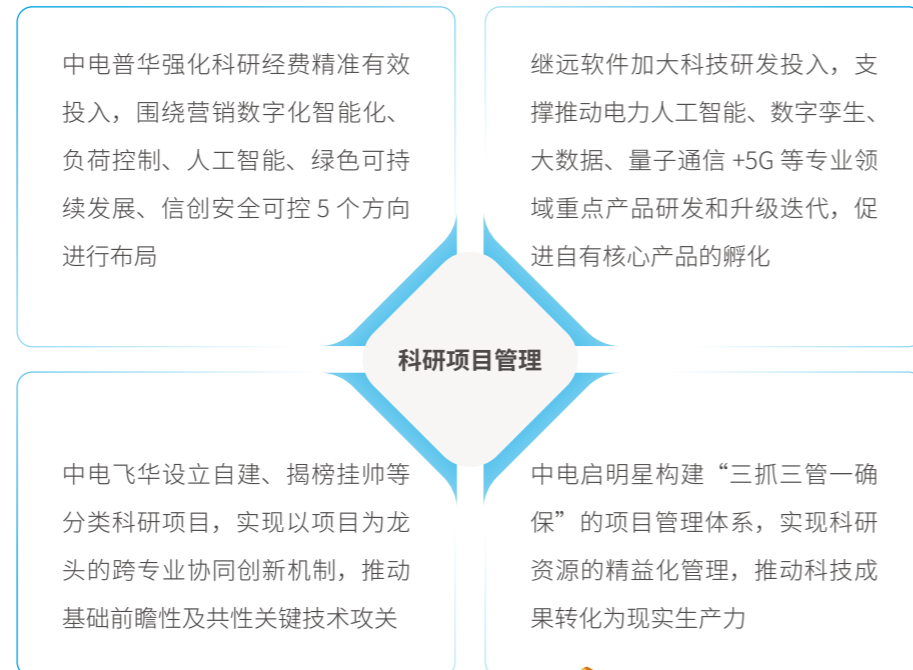 中电普华强化科研经费精准有效
投入，围绕营销数字化智能化、
负荷控制、人工智能、绿色可持
续发展、信创安全可控 5 个方向
进行布局
继远软件加大科技研发投入，支
撑推动电力人工智能、数字孪生、
大数据、量子通信 +5G 等专业领
域重点产品研发和升级迭代，促
进自有核心产品的孵化
科研项目管理
中电飞华设立自建、揭榜挂帅等
分类科研项目，实现以项目为龙
头的跨专业协同创新机制，推动
基础前瞻性及共性关键技术攻关
中电启明星构建“三抓三管一确
保”的项目管理体系，实现科研
资源的精益化管理，推动科技成
果转化为现实生产力